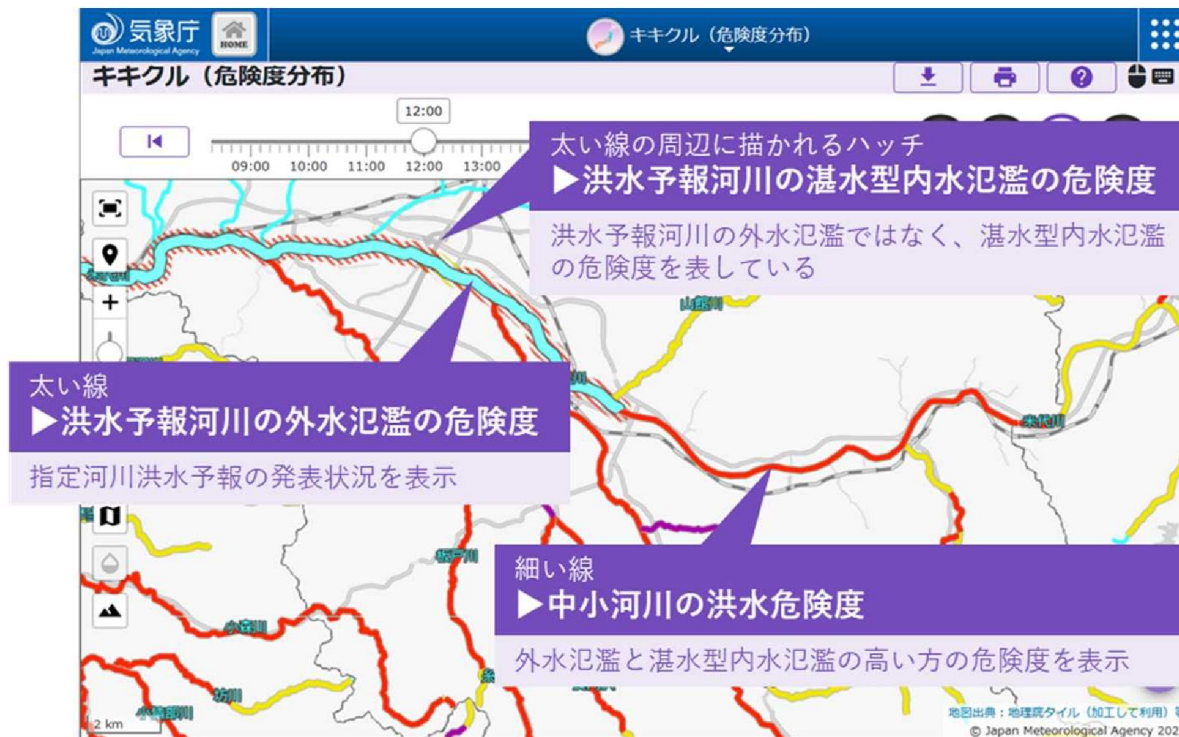 気象庁
Japan Meteorological Agency
HOME
キキクル（危険度分布）
キキクル（危険度分布）
12:00
09:00 10:00 11:00 12:00 13:00
太い線の周辺に描かれるハッチ
▶洪水予報河川の湛水型内水氾濫の危険度
洪水予報河川の外水氾濫ではなく、湛水型内水氾濫
の危険度を表している
山館川
太い線
▶洪水予報河川の外水氾濫の危険度
指定河川洪水予報の発表状況を表示
米代川
細い線
▶中小河川の洪水危険度
外水氾濫と湛水型内水氾濫の高い方の危険度を表示
小森川
坊川
2 km
地図出典：地理院タイル（加工して利用）等
© Japan Meteorological Agency 202